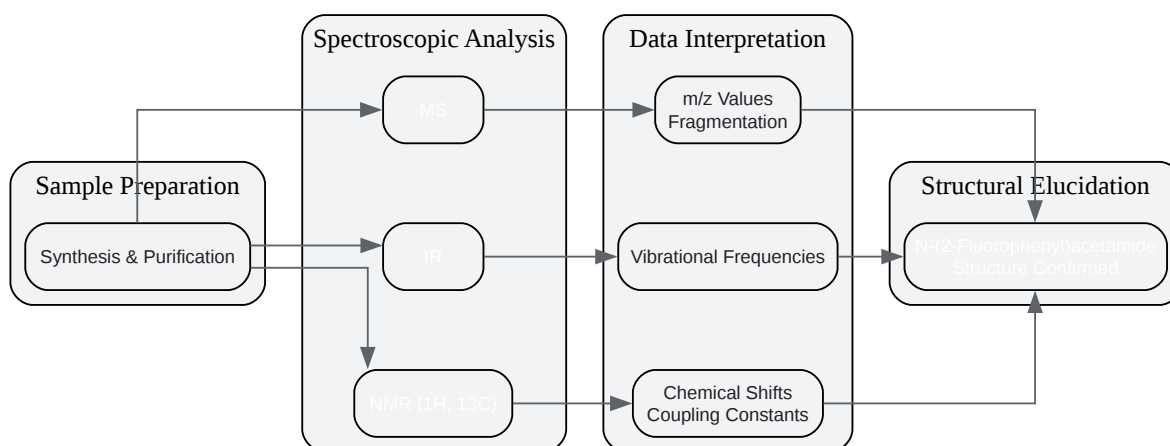 Spectroscopic Analysis
Data Interpretation
MS
m/z Values
Fragmentation
Sample Preparation
Structural Elucidation
Synthesis & Purification
IR
Vibrational Frequencies
N-(2-Fluorophenyl)acetamide
Structure Confirmed
NMR (1H, 13C)
Chemical Shifts
Coupling Constants